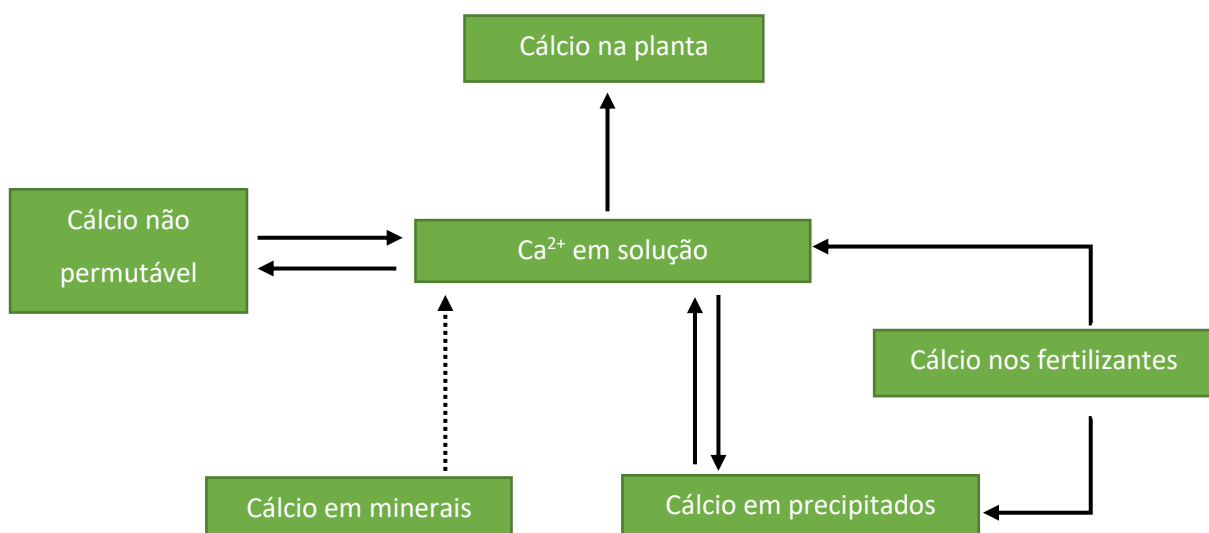 Cálcio na planta
Cálcio não
permutável
Ca²⁺ em solução
Cálcio nos fertilizantes
Cálcio em minerais
Cálcio em precipitados